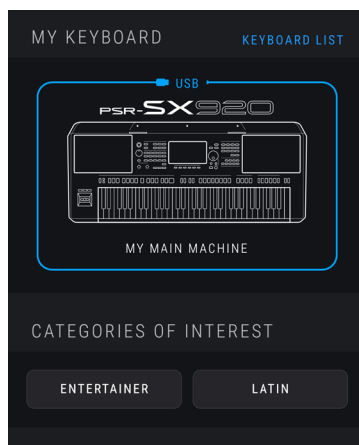 MY KEYBOARD KEYBOARD LIST
USB
PSR-SX920
MY MAIN MACHINE
CATEGORIES OF INTEREST
ENTERTAINER LATIN